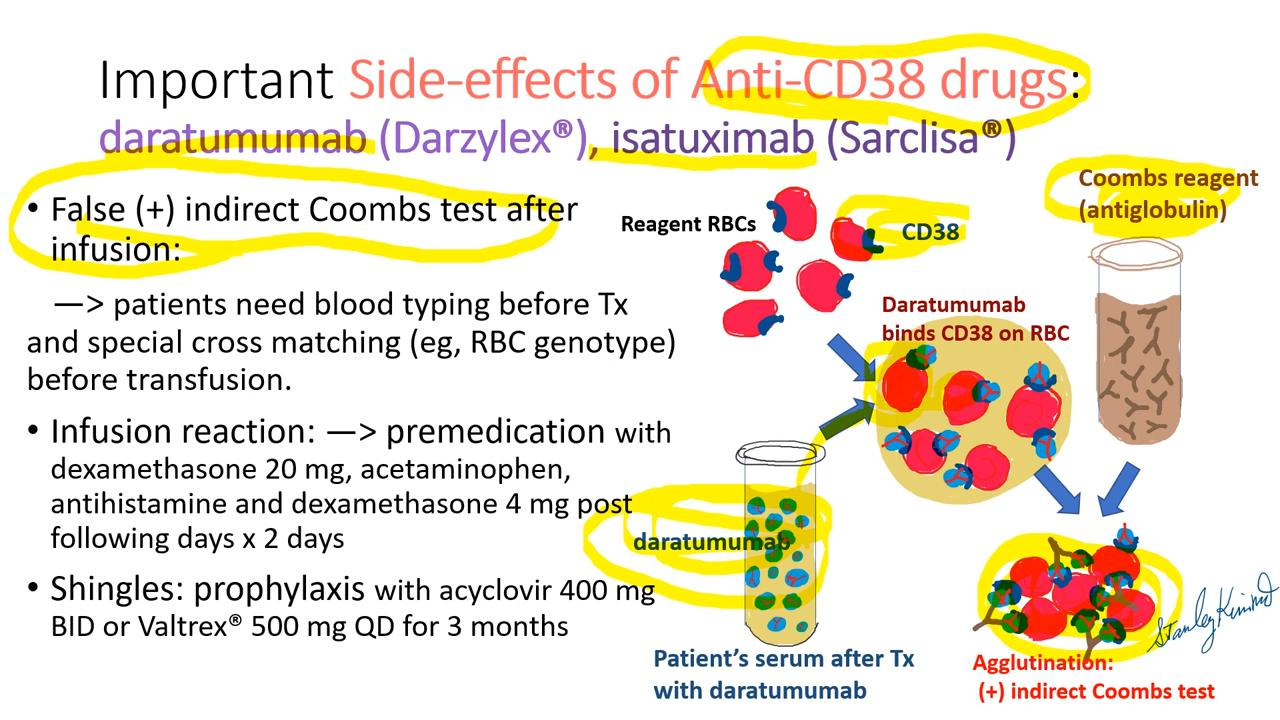 Important Side-effects of Anti-CD38 drugs:
daratumumab (Darzylex®), isatuximab (Sarclisa®)
• False (+) indirect Coombs test after
infusion:
—> patients need blood typing before Tx
and special cross matching (eg, RBC genotype)
before transfusion.
• Infusion reaction: —> premedication with
dexamethasone 20 mg, acetaminophen,
antihistamine and dexamethasone 4 mg post
following days x 2 days
• Shingles: prophylaxis with acyclovir 400 mg
BID or Valtrex® 500 mg QD for 3 months
Reagent RBCs
CD38
Coombs reagent
(antiglobulin)
Daratumumab
binds CD38 on RBC
daratumumab
Patient's serum after Tx
with daratumumab
Agglutination:
(+) indirect Coombs test
Stanley